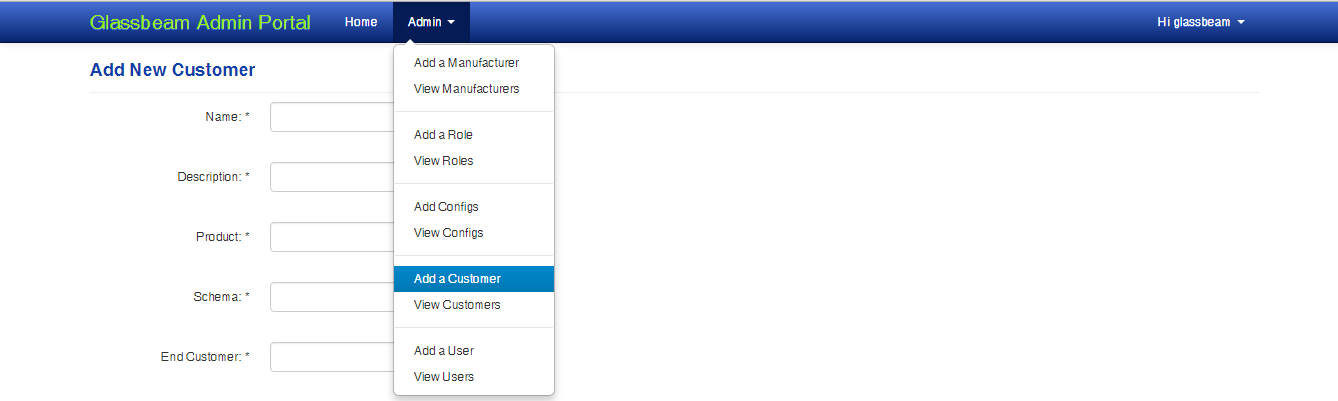 Glassbeam Admin Portal Home Admin Hi glassbeam
Add New Customer
Name: *
Description: *
Product: *
Schema: *
End Customer: *
Add a Manufacturer
View Manufacturers
Add a Role
View Roles
Add Configs
View Configs
Add a Customer
View Customers
Add a User
View Users